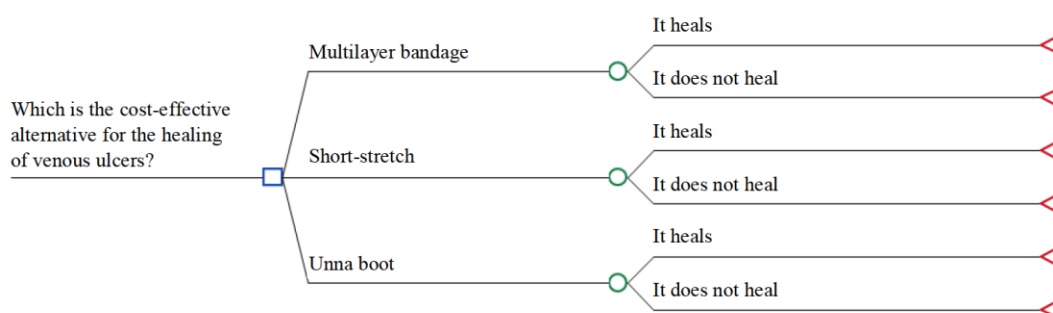 It heals
Multilayer bandage
It does not heal
Which is the cost-effective
alternative for the healing
of venous ulcers?
It heals
Short-stretch
It does not heal
It heals
Unna boot
It does not heal